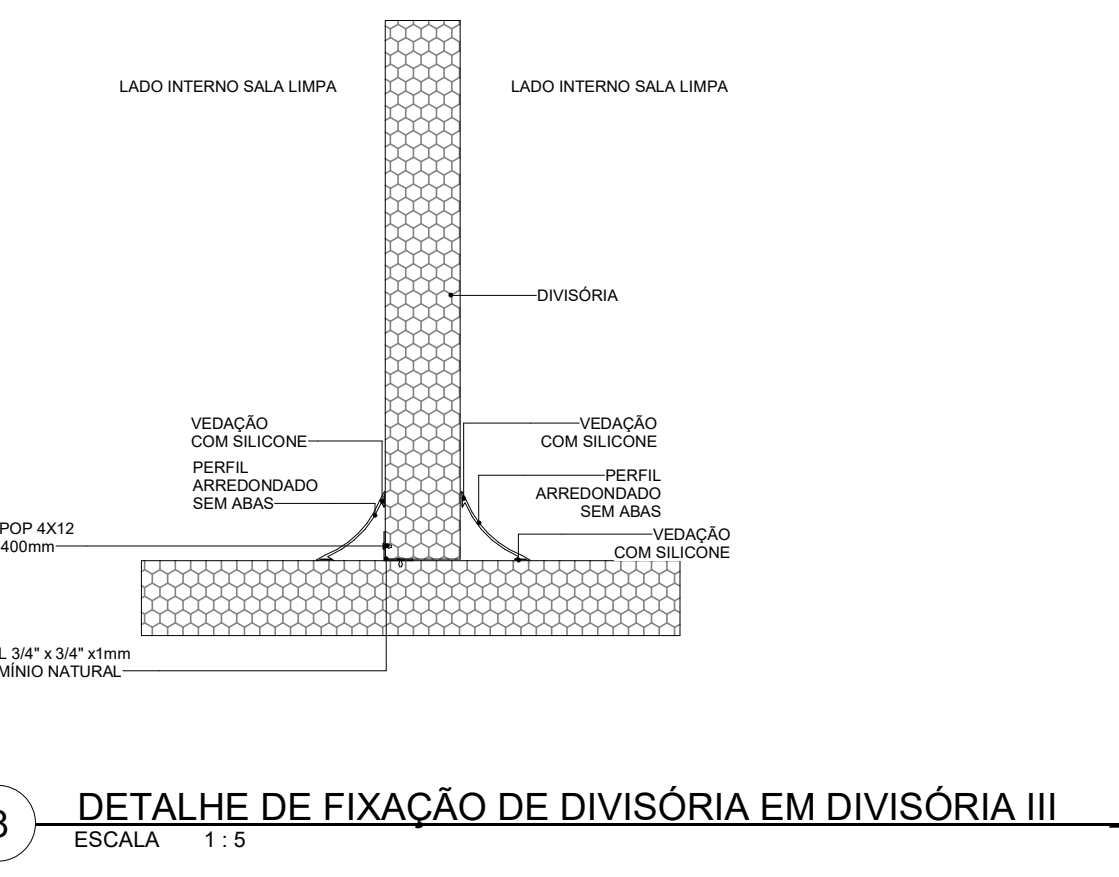 LADO INTERNO SALA LIMPA
LADO INTERNO SALA LIMPA
DIVISÓRIA
VEDAÇÃO
COM SILICONE
PERFIL
ARREDONDADO
SEM ABAS
VEDAÇÃO
COM SILICONE
PERFIL
ARREDONDADO
SEM ABAS
VEDAÇÃO
COM SILICONE
POP 4X12
400mm
L 3/4" x 3/4" x1mm
MÍNIO NATURAL
DETALHE DE FIXAÇÃO DE DIVISÓRIA EM DIVISÓRIA III
ESCALA 1 : 5